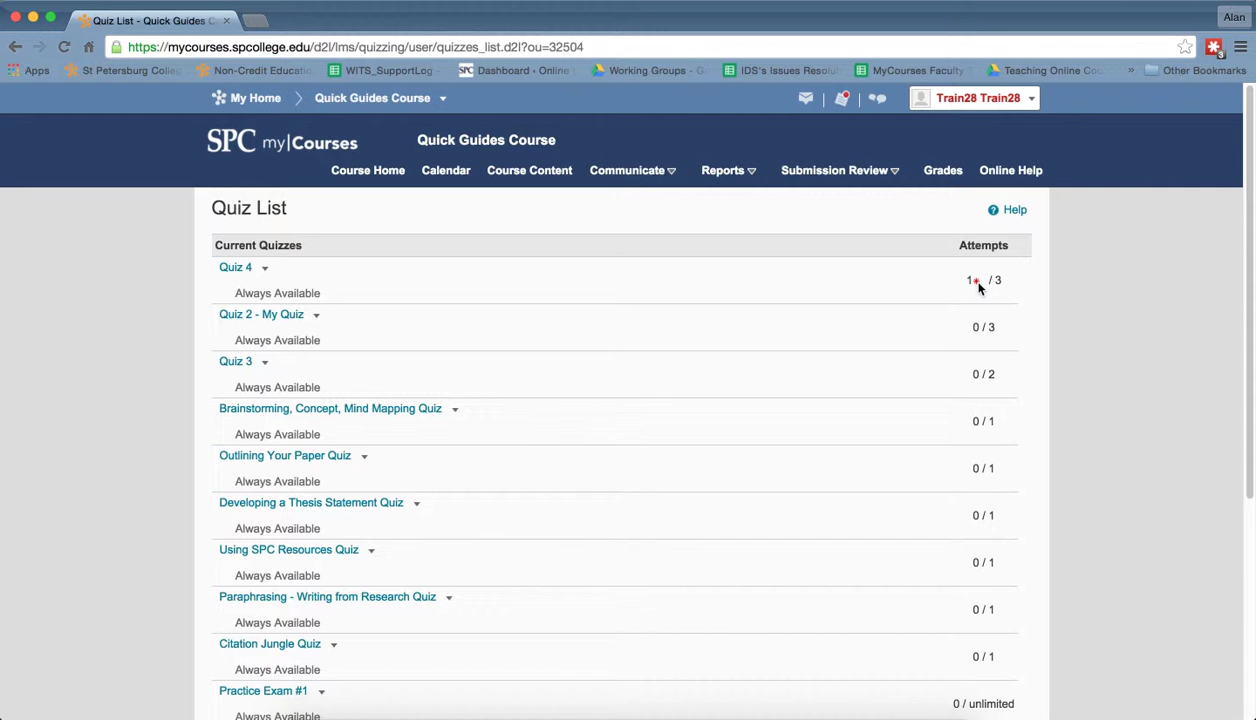 Quiz List - Quick Guides C
Alan
https://mycourses.spcollege.edu/d2l/lms/quizzing/user/quizzes_list.d2l?ou=32504
3
Apps St Petersburg Colle Non-Credit Educatio WITS_SupportLog - SPC Dashboard - Online Working Groups - G IDS's Issues Resolu MyCourses Faculty Teaching Online Cou » Other Bookmarks
My Home Quick Guides Course Train28 Train28
SPC my|Courses Quick Guides Course
Course Home Calendar Course Content Communicate Reports Submission Review Grades Online Help
Quiz List
Help
Current Quizzes Attempts
Quiz 4
1* / 3
Always Available
Quiz 2 - My Quiz
0 / 3
Always Available
Quiz 3
0 / 2
Always Available
Brainstorming, Concept, Mind Mapping Quiz
0 / 1
Always Available
Outlining Your Paper Quiz
0 / 1
Always Available
Developing a Thesis Statement Quiz
0 / 1
Always Available
Using SPC Resources Quiz
0 / 1
Always Available
Paraphrasing - Writing from Research Quiz
0 / 1
Always Available
Citation Jungle Quiz
0 / 1
Always Available
Practice Exam #1
0 / unlimited
Always Available